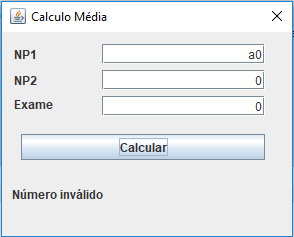 Calculo Média
NP1 a0
NP2 0
Exame 0
Calcular
Número inválido